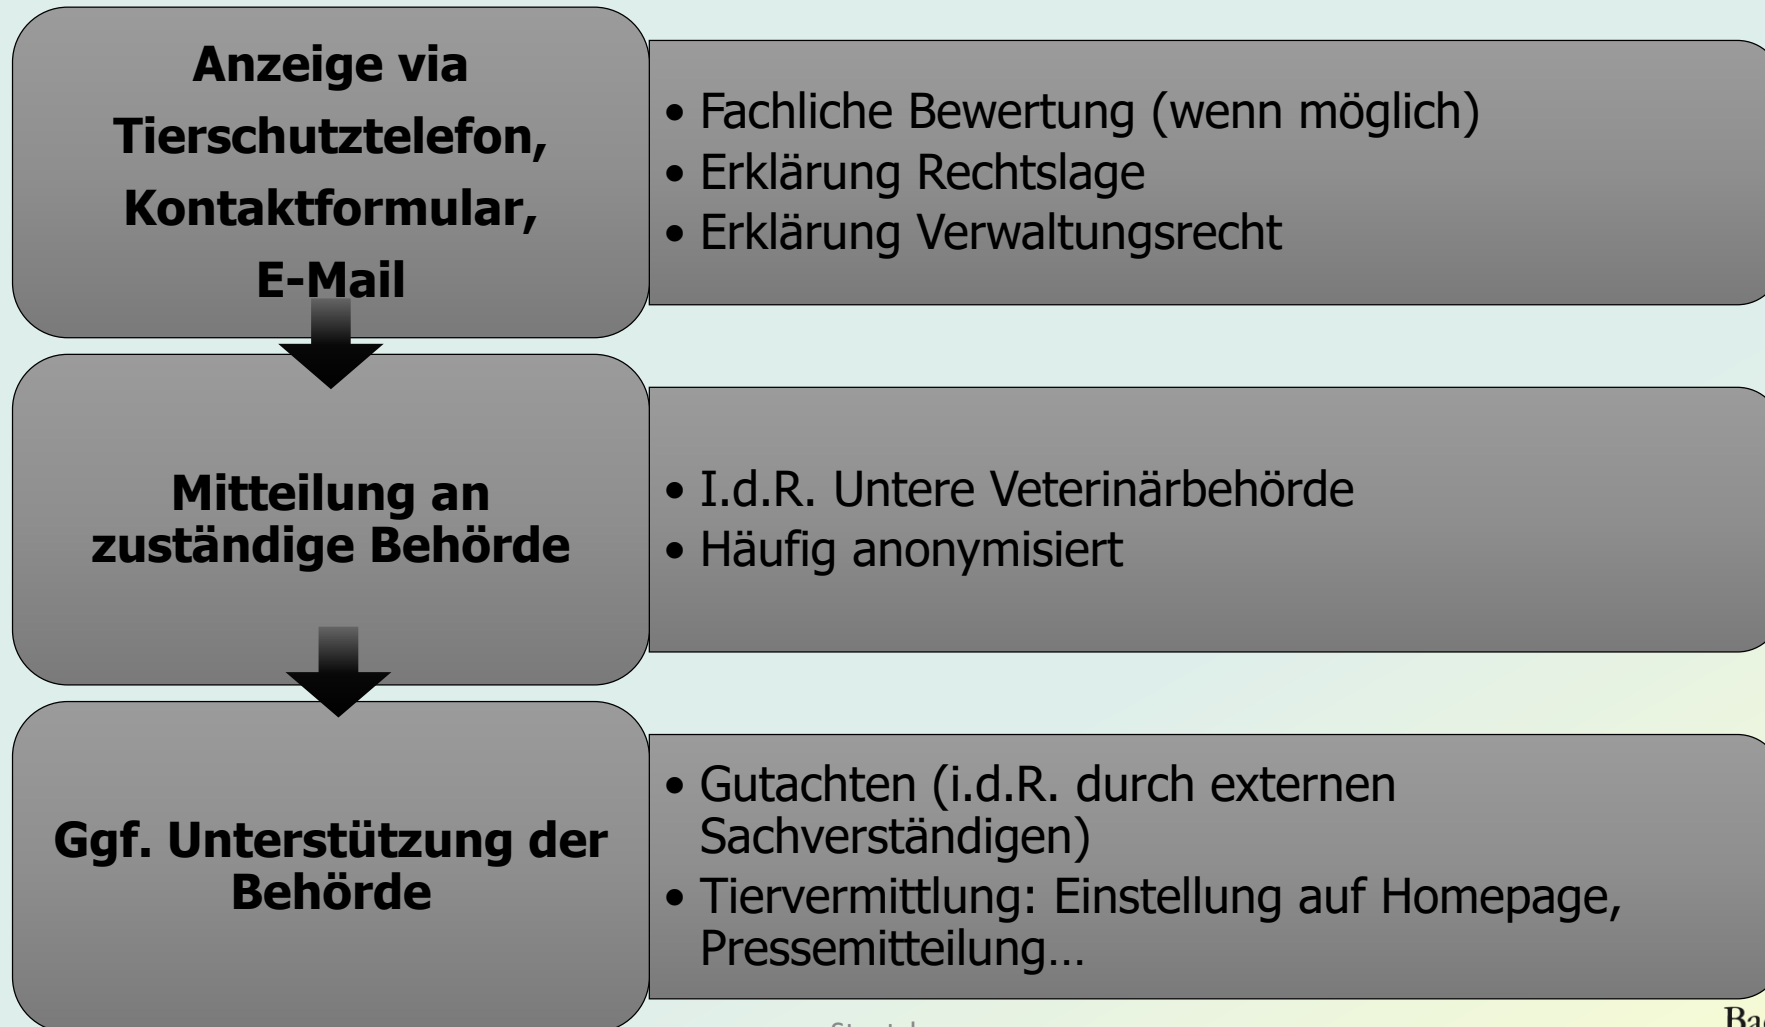 Anzeige via
Tierschutztelefon,
Kontaktformular,
E-Mail
• Fachliche Bewertung (wenn möglich)
• Erklärung Rechtslage
• Erklärung Verwaltungsrecht
Mitteilung an
zuständige Behörde
• I.d.R. Untere Veterinärbehörde
• Häufig anonymisiert
Ggf. Unterstützung der
Behörde
• Gutachten (i.d.R. durch externen
Sachverständigen)
• Tiervermittlung: Einstellung auf Homepage,
Pressemitteilung…